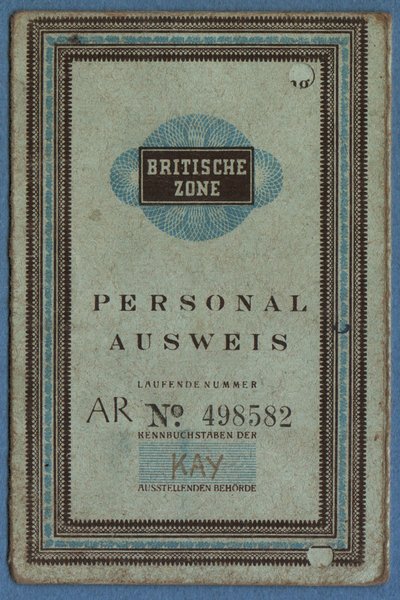 BRITISCHE
ZONE
PERSONAL
AUSWEIS
LAUFENDE NUMMER
AR No. 498582
KENNBUCHSTABEN DER
KAY
AUSSTELLENDEN BEHÖRDE